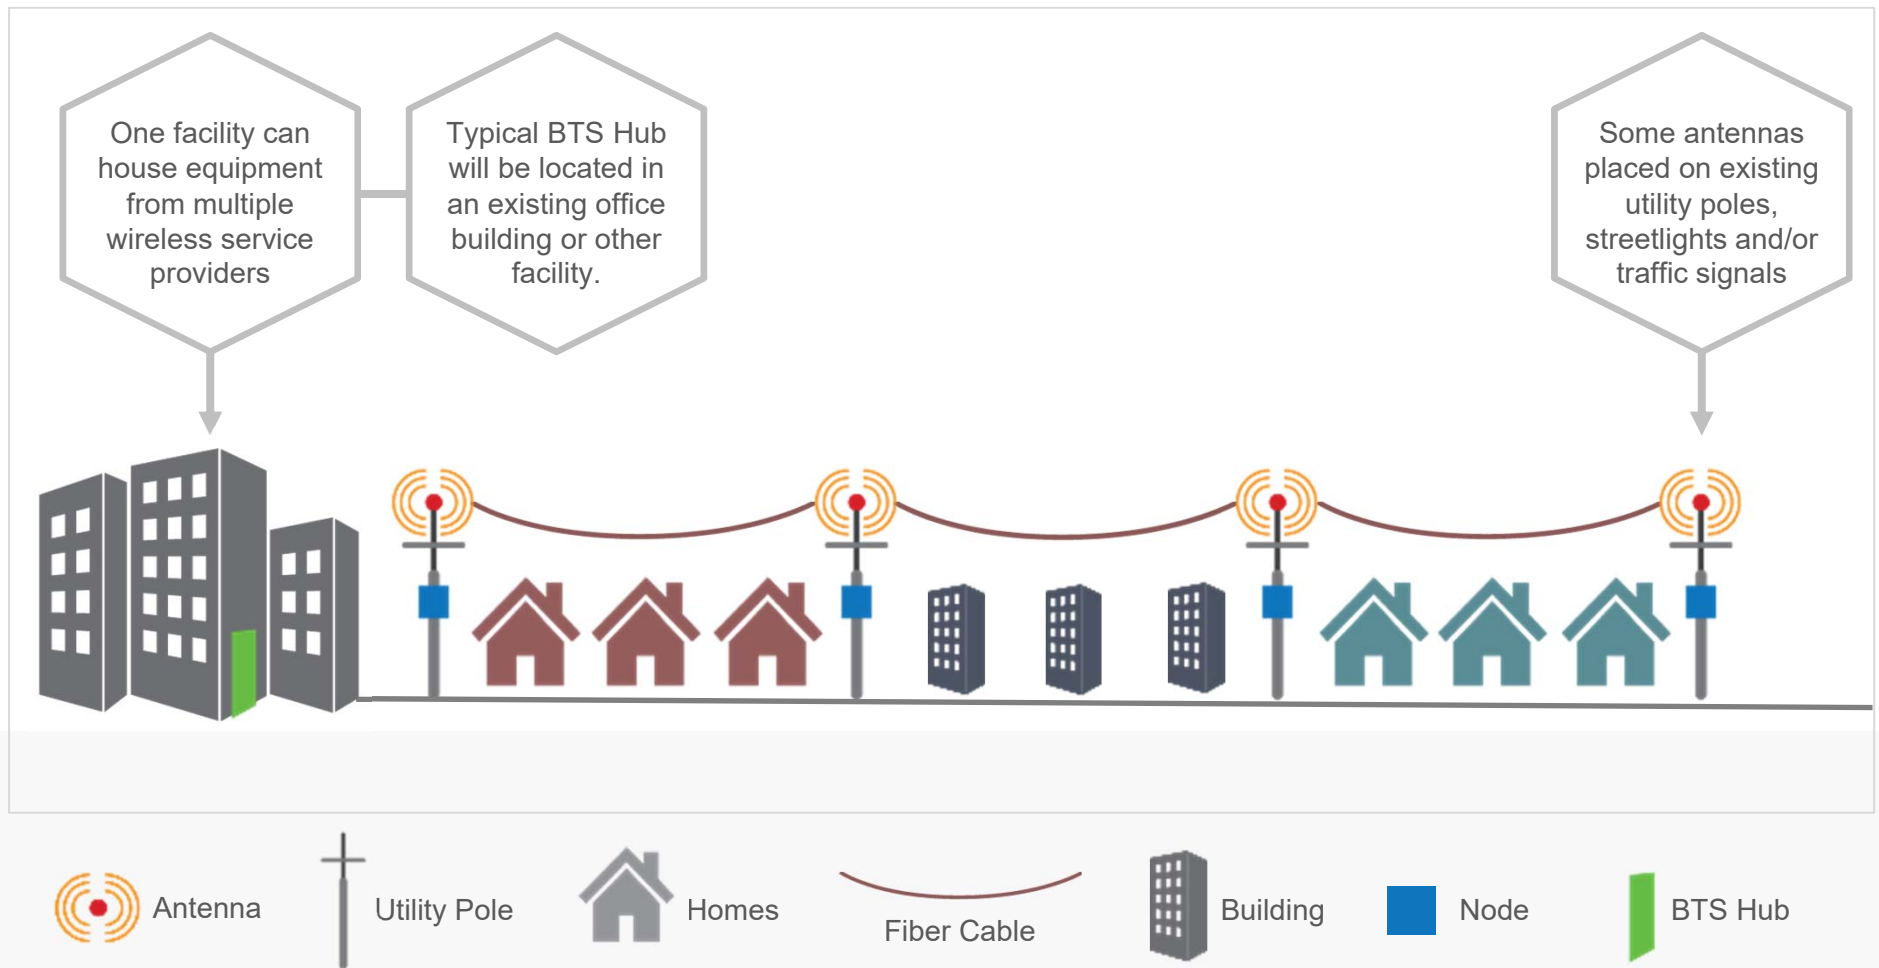 One facility can
house equipment
from multiple
wireless service
providers
Typical BTS Hub
will be located in
an existing office
building or other
facility.
Some antennas
placed on existing
utility poles,
streetlights and/or
traffic signals
Antenna
Utility Pole
Homes
Fiber Cable
Building
Node
BTS Hub